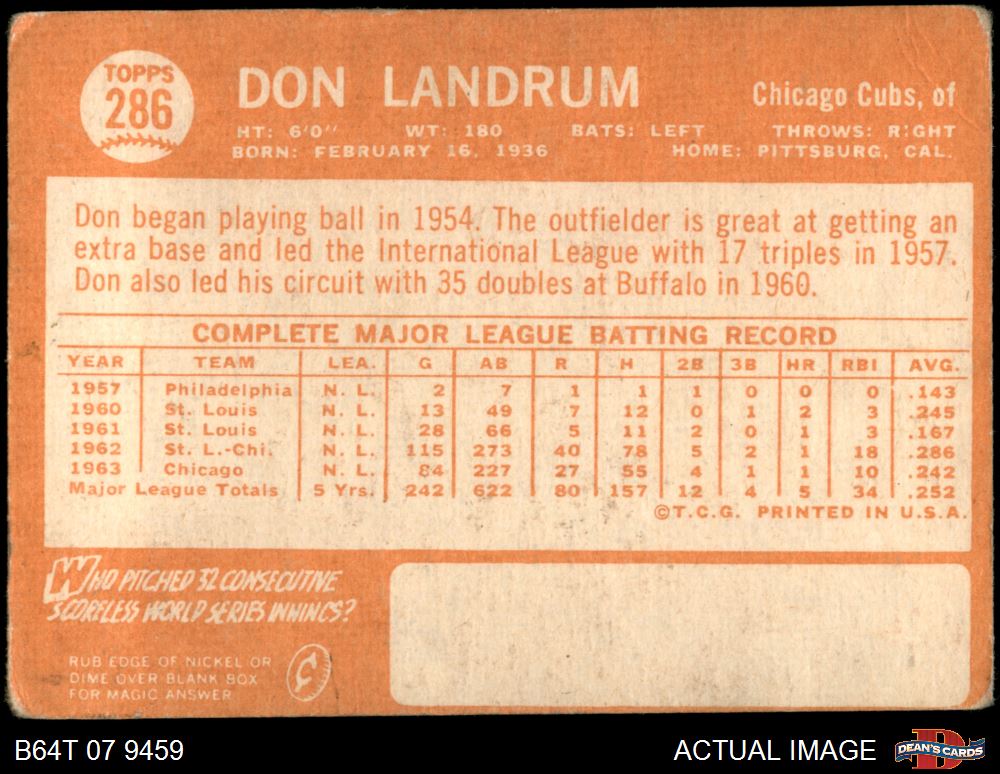 TOPPS
286
DON LANDRUM
Chicago Cubs, of
HT: 6'0" WT: 180 BATS: LEFT THROWS: RIGHT
BORN: FEBRUARY 16, 1936 HOME: PITTSBURG, CAL.
Don began playing ball in 1954. The outfielder is great at getting an
extra base and led the International League with 17 triples in 1957.
Don also led his circuit with 35 doubles at Buffalo in 1960.
COMPLETE MAJOR LEAGUE BATTING RECORD
YEAR TEAM LEA. G AB R H 2B 3B HR RBI AVG.
1957 Philadelphia N. L. 2 7 1 1 1 0 0 0 .143
1960 St. Louis N. L. 13 49 7 12 0 1 2 3 .245
1961 St. Louis N. L. 28 66 5 11 2 0 1 3 .167
1962 St. L.-Chi. N. L. 115 273 40 78 5 2 1 18 .286
1963 Chicago N. L. 84 227 27 55 4 1 1 10 .242
Major League Totals 5 Yrs. 242 622 80 157 12 4 5 34 .252
©T.C.G. PRINTED IN U.S.A.
WHO PITCHED 32 CONSECUTIVE
SCORELESS WORLD SERIES INNINGS?
RUB EDGE OF NICKEL OR
DIME OVER BLANK BOX
FOR MAGIC ANSWER
B64T 07 9459
ACTUAL IMAGE
DEAN'S CARDS